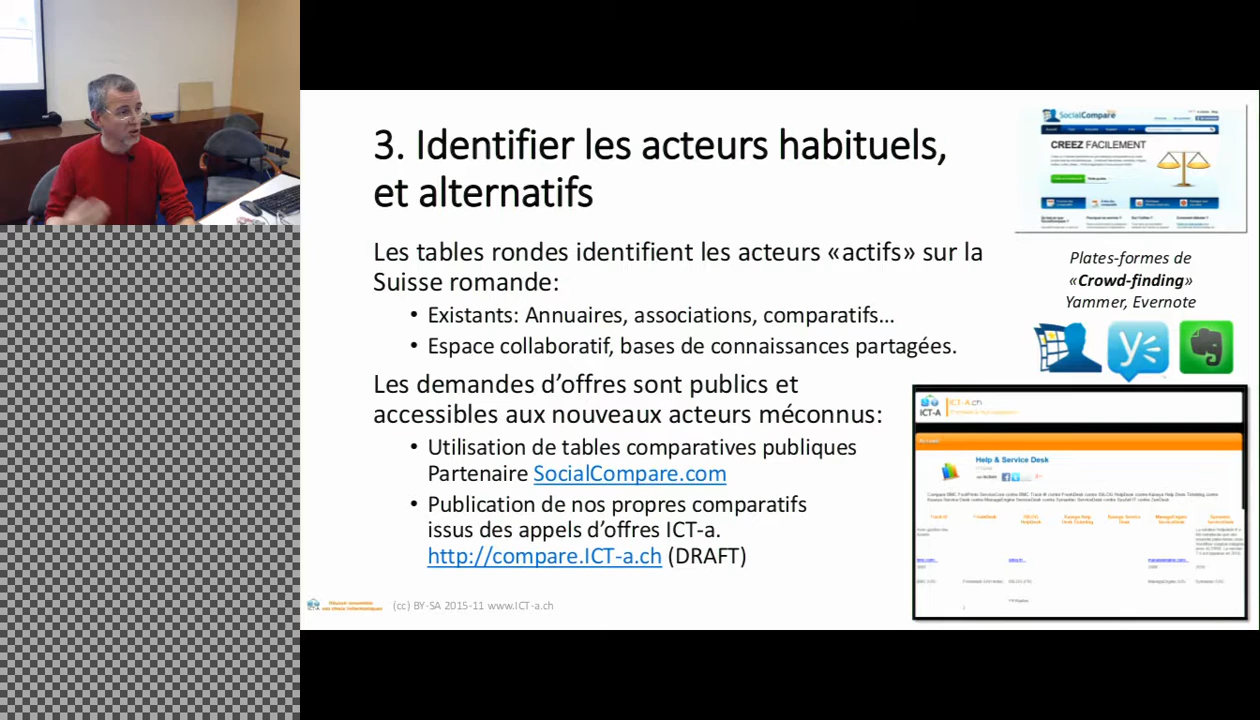 3. Identifier les acteurs habituels,
et alternatifs
Les tables rondes identifient les acteurs «actifs» sur la
Suisse romande:
• Existants: Annuaires, associations, comparatifs…
• Espace collaboratif, bases de connaissances partagées.
Les demandes d’offres sont publics et
accessibles aux nouveaux acteurs méconnus:
• Utilisation de tables comparatives publiques
Partenaire SocialCompare.com
• Publication de nos propres comparatifs
issus des appels d’offres ICT-a.
http://compare.ICT-a.ch (DRAFT)
(cc) BY-SA 2015-11 www.ICT-a.ch
SocialCompare
CREEZ FACILEMENT
Plates-formes de
«Crowd-finding»
Yammer, Evernote
ICT-A
ICT-A.ch
Help & Service Desk